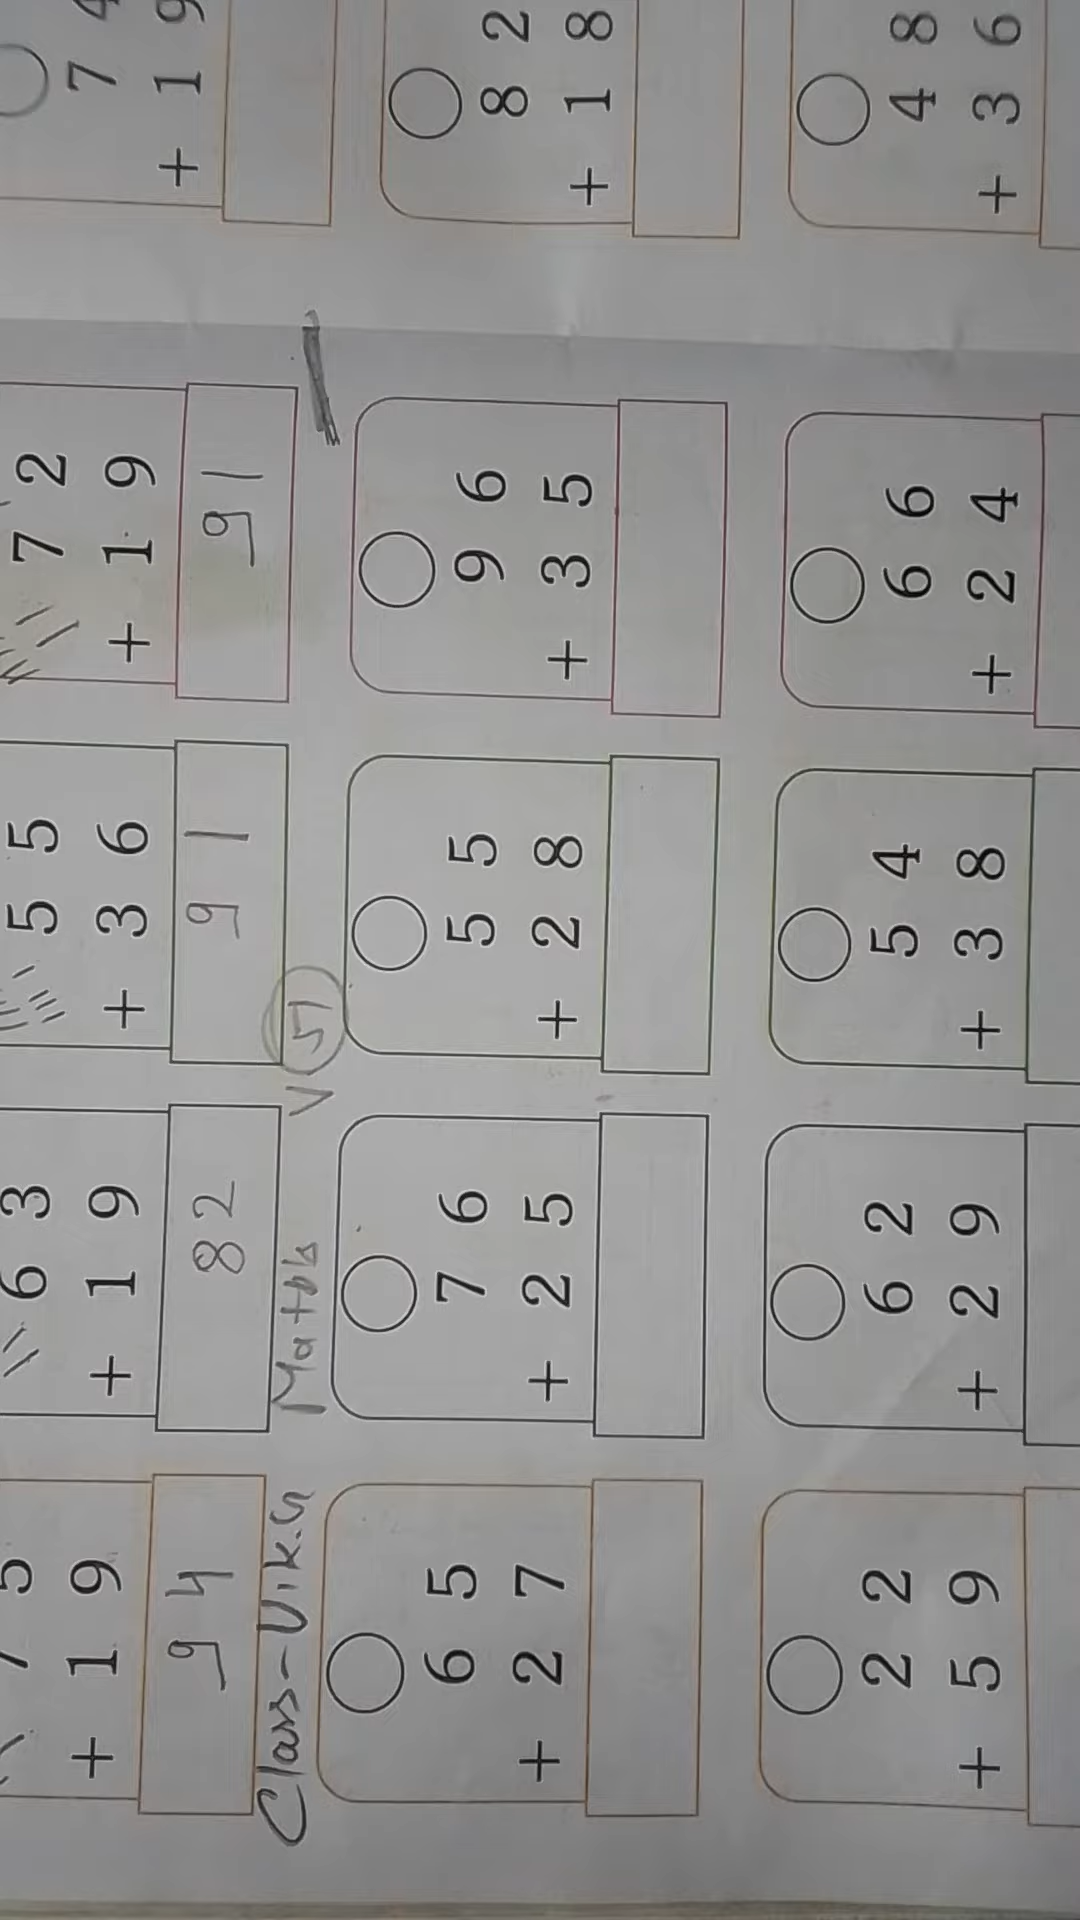 7 5 6 3 5 5 7 2 7 4
+ 1 9 + 1 9 + 3 6 + 1 9 + 1 9
94 82 91 91
Class-U.K.G Maths
6 5 7 6 5 5 9 6 8 2
+ 2 7 + 2 5 + 2 8 + 3 5 + 1 8
2 2 6 2 5 4 6 6 4 8
+ 5 9 + 2 9 + 3 8 + 2 4 + 3 6